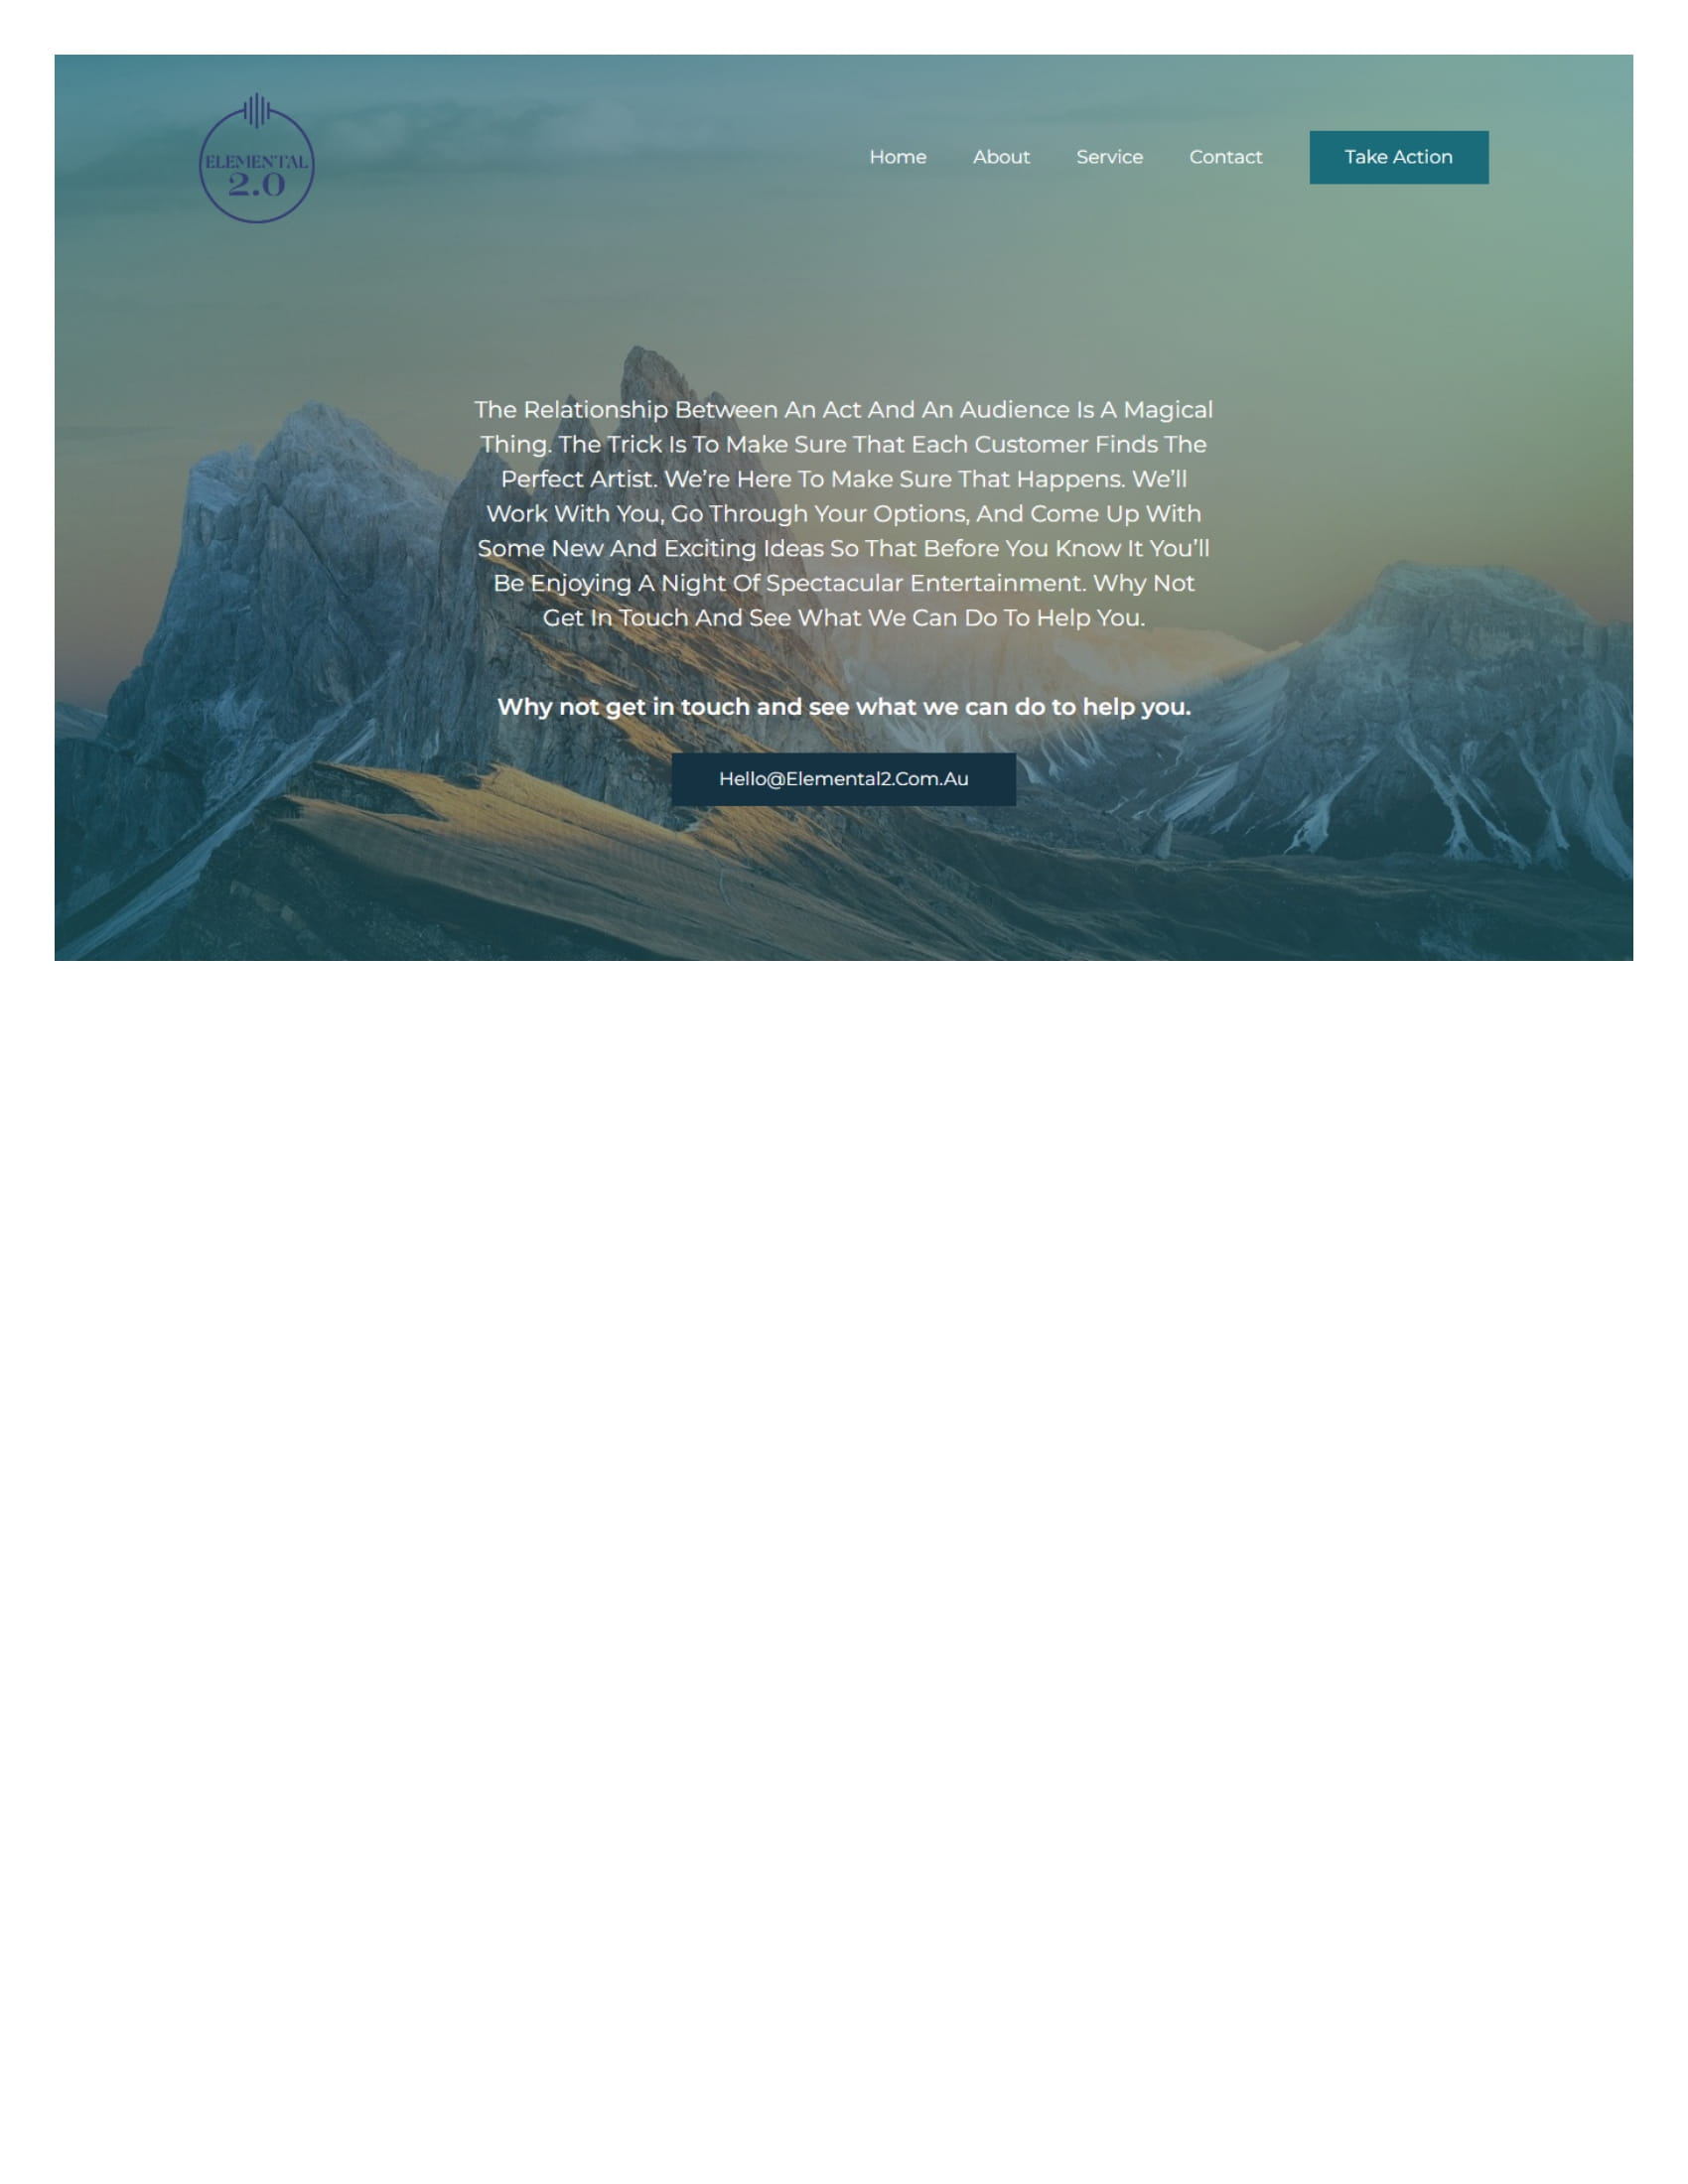 ELEMENTAL
2.0
Home About Service Contact Take Action
The Relationship Between An Act And An Audience Is A Magical
Thing. The Trick Is To Make Sure That Each Customer Finds The
Perfect Artist. We’re Here To Make Sure That Happens. We’ll
Work With You, Go Through Your Options, And Come Up With
Some New And Exciting Ideas So That Before You Know It You’ll
Be Enjoying A Night Of Spectacular Entertainment. Why Not
Get In Touch And See What We Can Do To Help You.
Why not get in touch and see what we can do to help you.
Hello@Elemental2.Com.Au